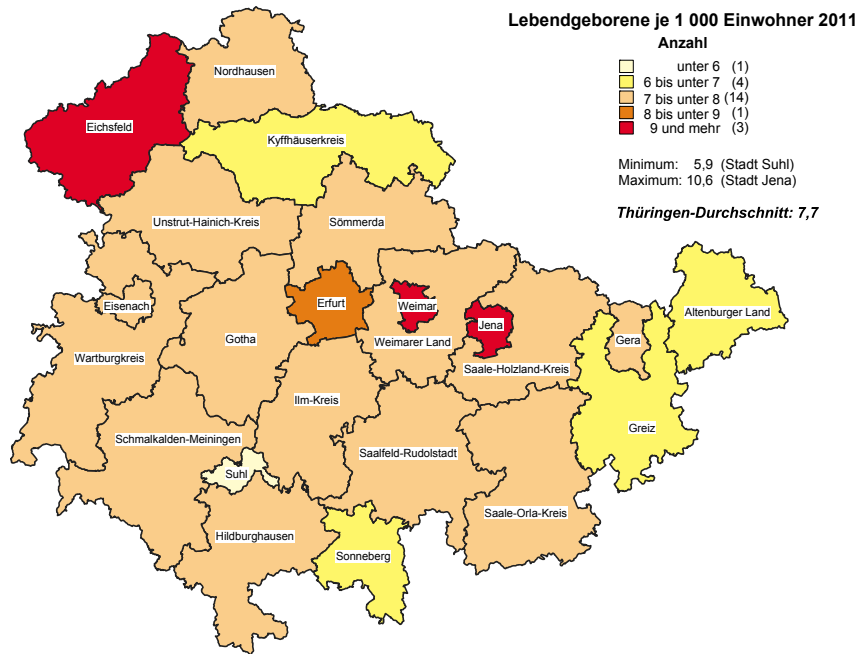 Lebendgeborene je 1 000 Einwohner 2011
Anzahl
unter 6 (1)
6 bis unter 7 (4)
7 bis unter 8 (14)
8 bis unter 9 (1)
9 und mehr (3)
Minimum: 5,9 (Stadt Suhl)
Maximum: 10,6 (Stadt Jena)
Thüringen-Durchschnitt: 7,7
Nordhausen
Eichsfeld
Kyffhäuserkreis
Unstrut-Hainich-Kreis
Sömmerda
Eisenach
Erfurt
Weimar
Altenburger Land
Jena
Gotha
Weimarer Land
Gera
Wartburgkreis
Saale-Holzland-Kreis
Ilm-Kreis
Greiz
Schmalkalden-Meiningen
Saalfeld-Rudolstadt
Suhl
Saale-Orla-Kreis
Hildburghausen
Sonneberg